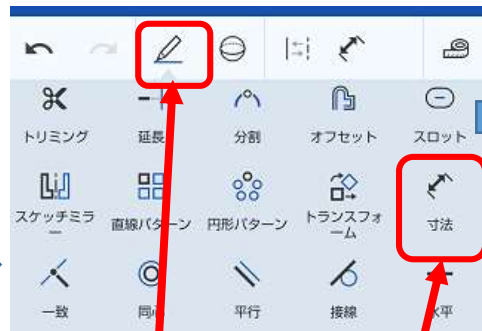 トリミング 延長 分割 オフセット スロット
スケッチミラ
ー
直線パターン 円形パターン
トランスフォ
ーム
寸法
一致 同心 平行 接線 水平